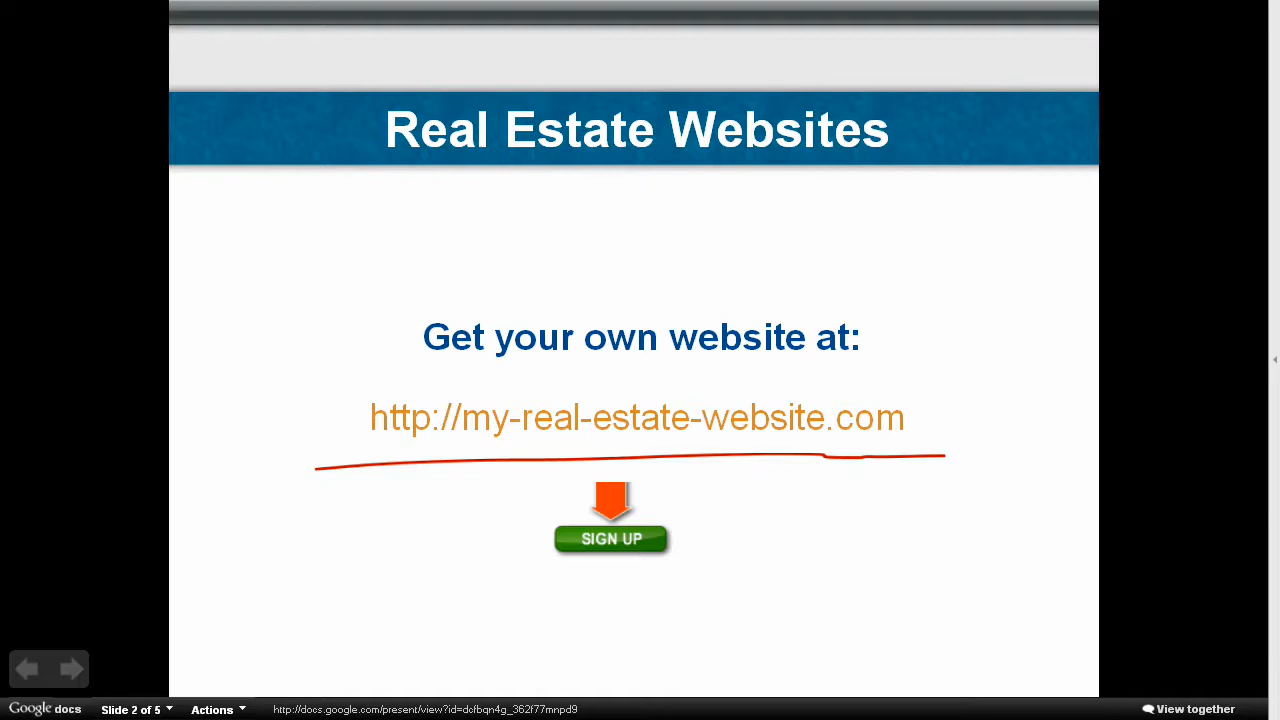 Real Estate Websites
Get your own website at:
http://my-real-estate-website.com
SIGN UP
Google docs Slide 2 of 5 Actions http://docs.google.com/present/view?id=dcfbqn4g_362f77mnpd9 View together